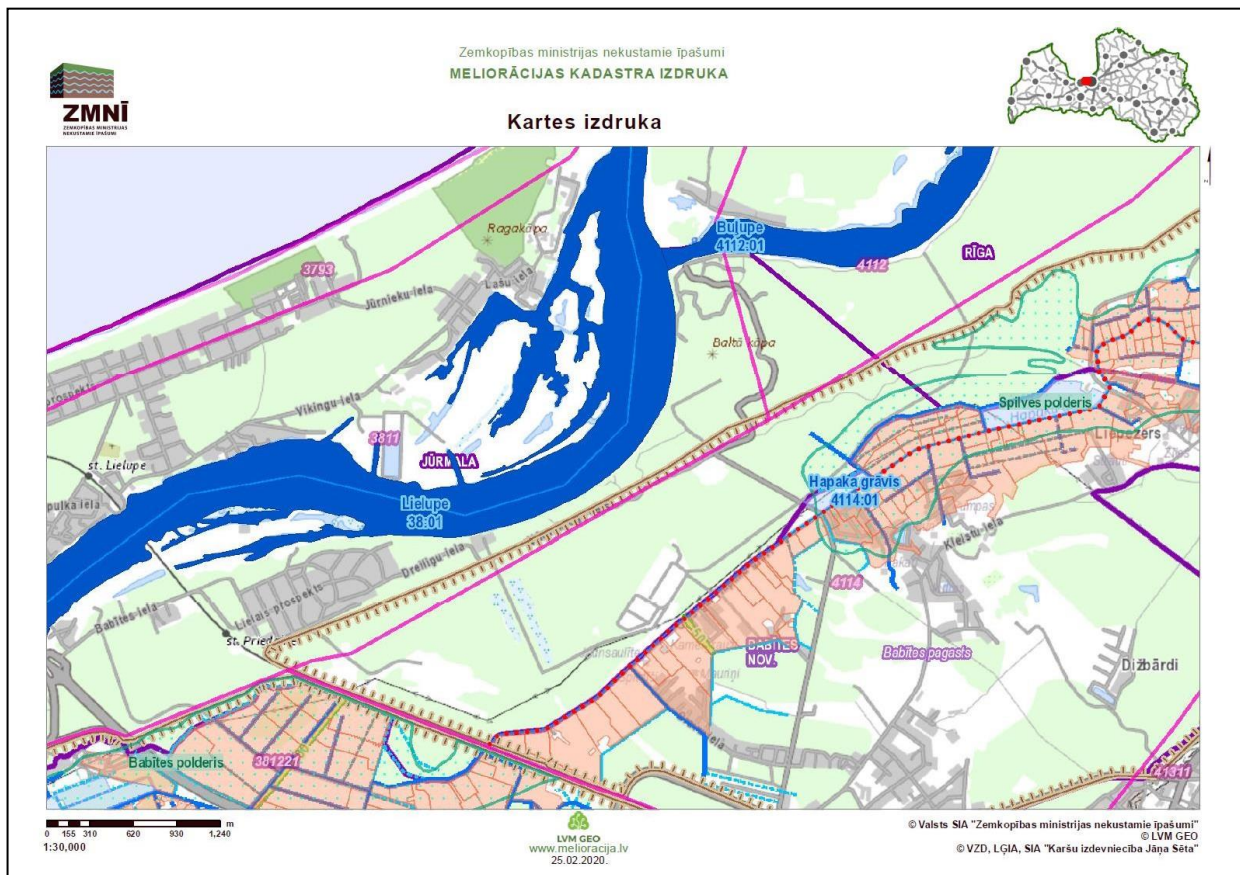 Zemkopības ministrijas nekustamie īpašumi
MELIORĀCIJAS KADASTRA IZDRUKA
ZMNĪ
ZEMKOPĪBAS MINISTRIJAS
NEKUSTAMIE ĪPAŠUMI
Kartes izdruka
Ragakāpa
Buļupe
4112:01
4112
RĪGA
3793
Jūrnieku iela
Lašu iela
Baltā kāpa
prospekts
Vikingu iela
3811
JŪRMALA
st. Lielupe
Spilves polderis
Liepezers
Hapaka grāvis
4114:01
Lielupe
38:01
Kleistu iela
Dreiliņu iela
4114
Babītes iela
Lielais prospekts
BABĪTES
NOV.
Babītes pagasts
Mauriņi
Dižbārdi
iela
Babītes polderis
381221
41311
0 155 310 620 930 1,240 m
1:30,000
LVM GEO
www.melioracija.lv
25.02.2020.
© Valsts SIA "Zemkopības ministrijas nekustamie īpašumi"
© LVM GEO
© VZD, LĢIA, SIA "Karšu izdevniecība Jāņa Sēta"